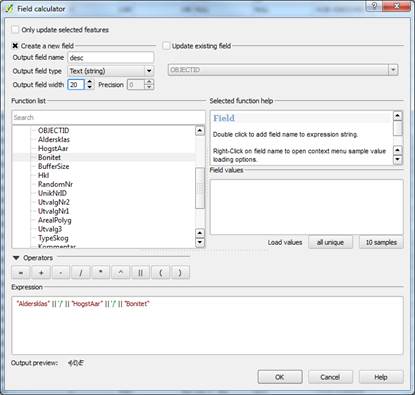 Field calculator
Only update selected features
Create a new field
Update existing field
Output field name desc
OBJECTID
Output field type Text (string)
Output field width 20 Precision 0
Function list
Selected function help
Search
OBJECTID
Aldersklas
HogstAar
Bonitet
BufferSize
Hkl
RandomNr
UnikNrID
UtvalgNr2
UtvalgNr1
ArealPolyg
Utvalg3
TypeSkog
Kommentar
Field
Double click to add field name to expression string.
Right-Click on field name to open context menu sample value loading options.
Field values
Load values all unique 10 samples
Operators
= + - / * ^ || ( )
Expression
"Aldersklas" || '/' || "HogstAar" || '/' || "Bonitet"
Output preview:
OK Cancel Help